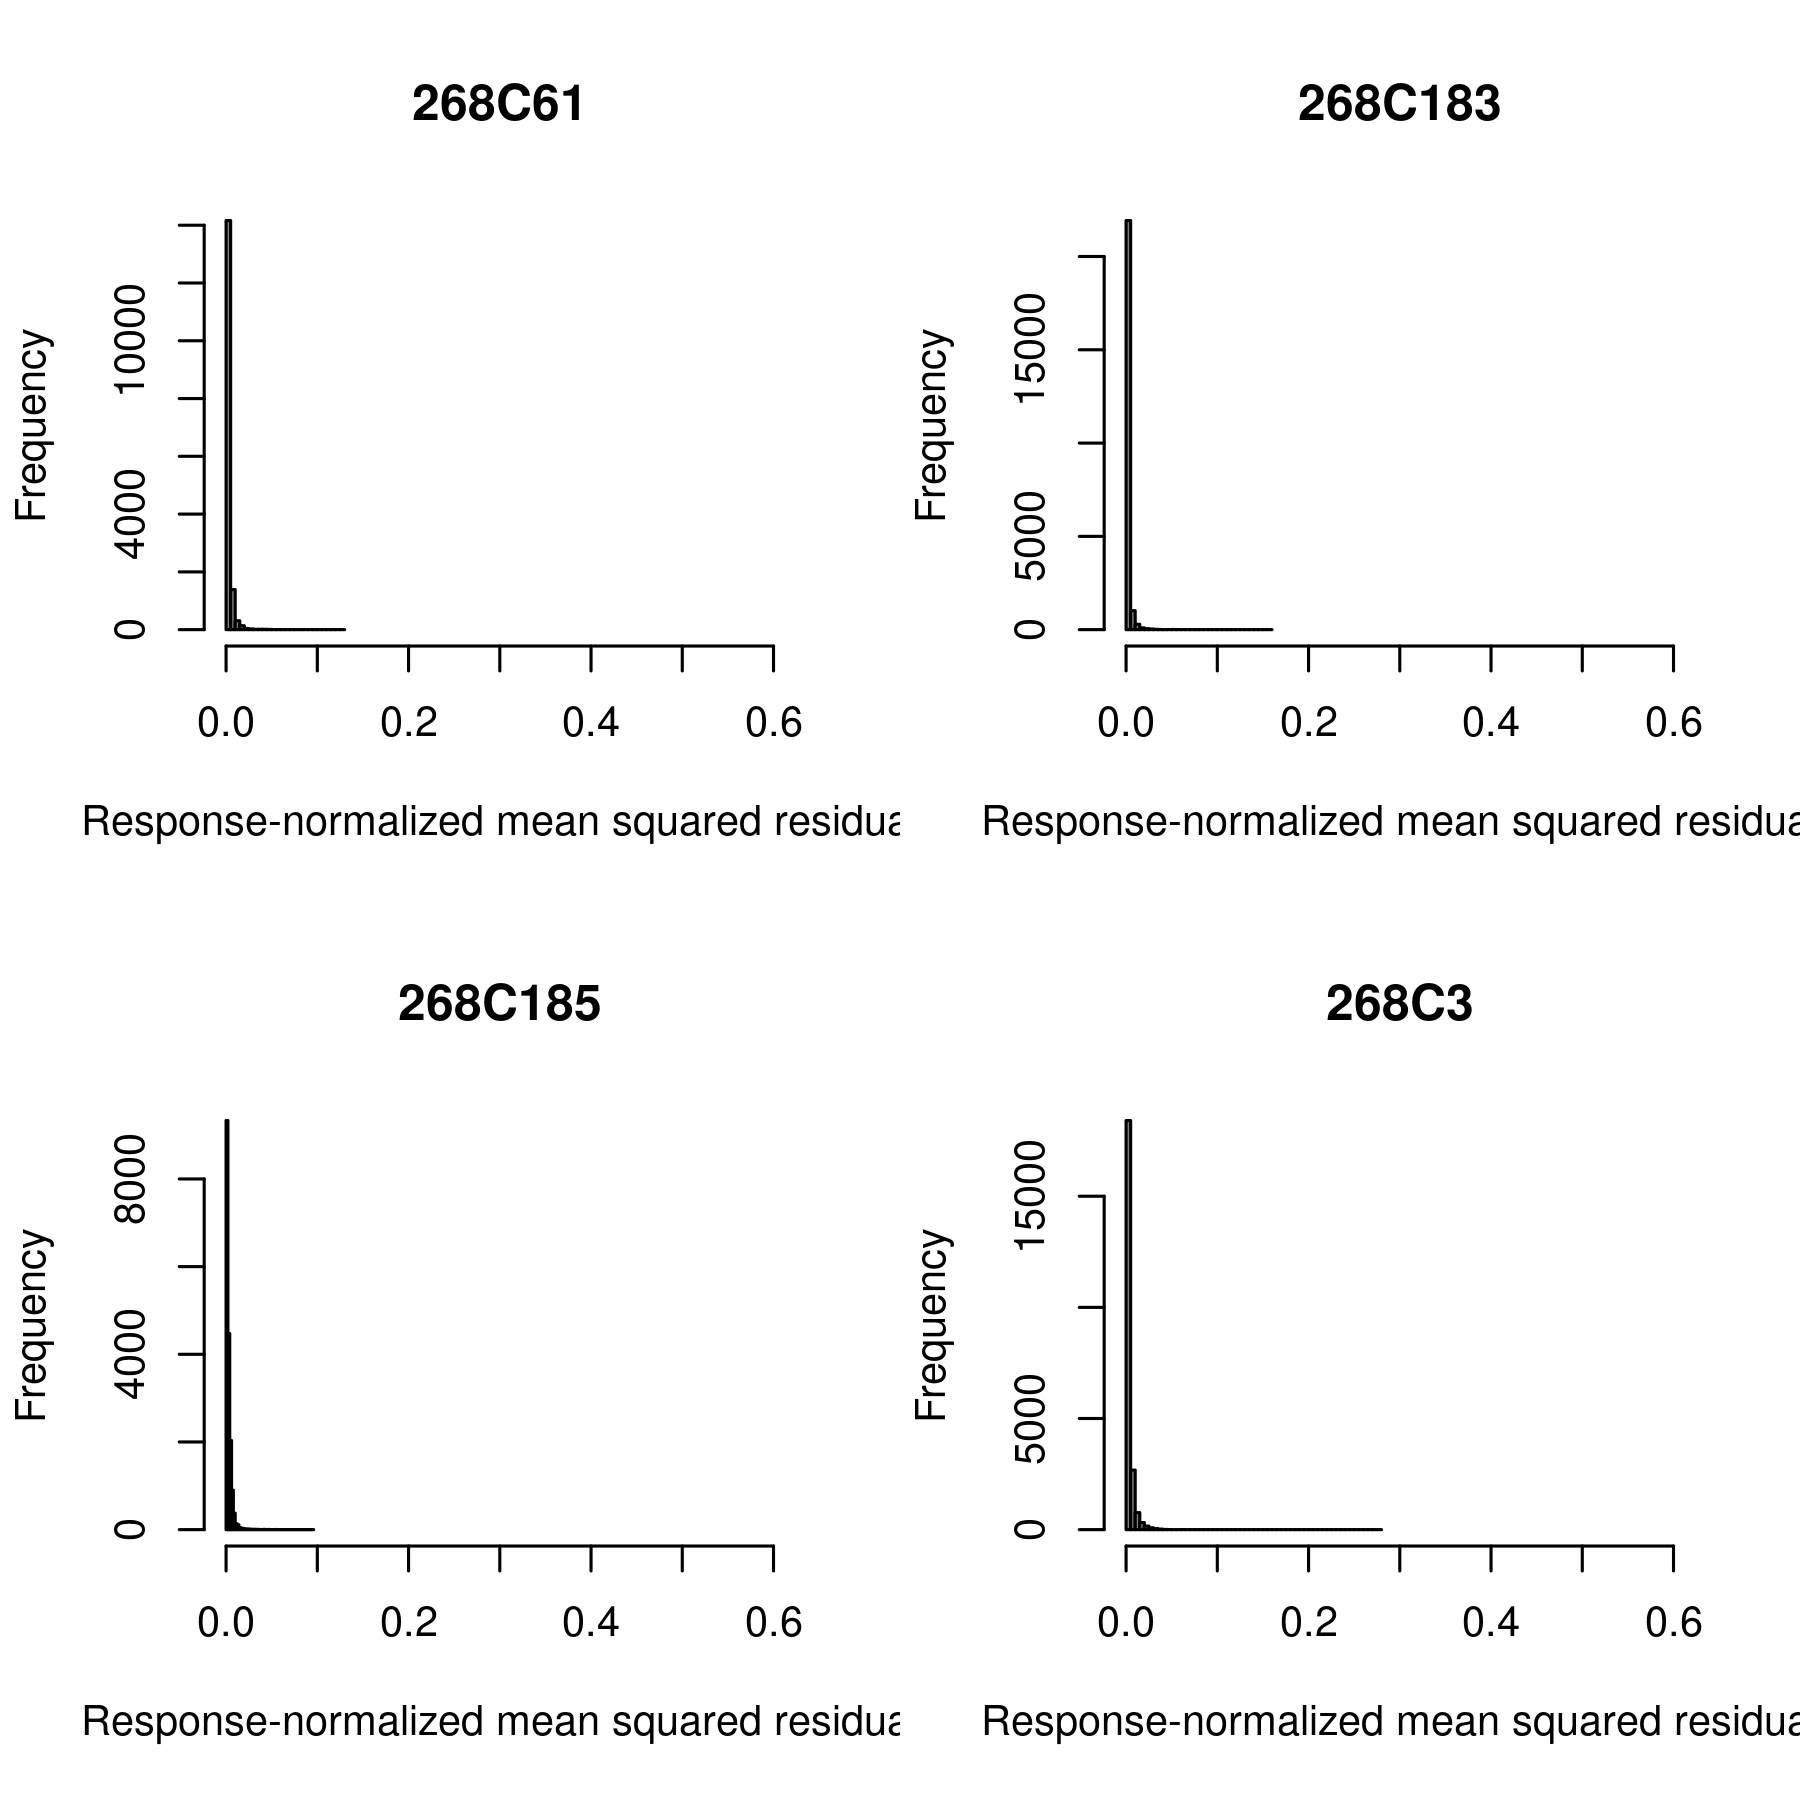 268C61
Frequency
0
4000
10000
0.0 0.2 0.4 0.6
Response-normalized mean squared residua
268C183
Frequency
0
5000
15000
0.0 0.2 0.4 0.6
Response-normalized mean squared residua
268C185
Frequency
0
4000
8000
0.0 0.2 0.4 0.6
Response-normalized mean squared residua
268C3
Frequency
0
5000
15000
0.0 0.2 0.4 0.6
Response-normalized mean squared residua